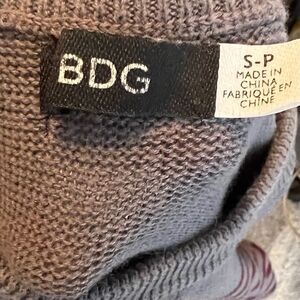 BDG
S-P
MADE IN
CHINA
FABRIQUÉ EN
CHINE